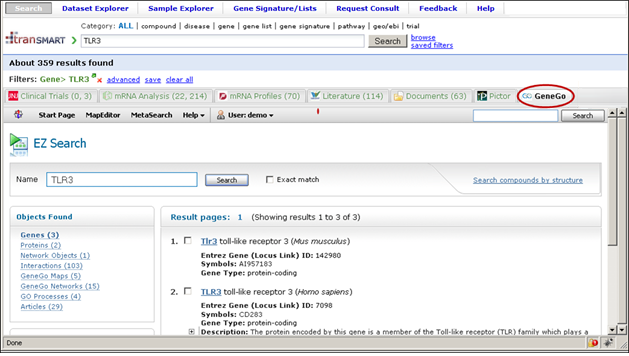 Search Dataset Explorer Sample Explorer Gene Signature/Lists Request Consult Feedback Help
Category: ALL | compound | disease | gene | gene list | gene signature | pathway | geo/ebi | trial
tranSMART TLR3 Search browse
saved filters
About 359 results found
Filters: Gene> TLR3 advanced save clear all
Clinical Trials (0, 3) mRNA Analysis (22, 214) mRNA Profiles (70) Literature (114) Documents (63) Pictor GeneGo
Start Page MapEditor MetaSearch Help User: demo Search
EZ Search
Name TLR3 Search Exact match Search compounds by structure
Objects Found
Genes (3)
Proteins (2)
Network Objects (1)
Interactions (103)
GeneGo Maps (5)
GeneGo Networks (15)
GO Processes (4)
Articles (29)
Result pages: 1 (Showing results 1 to 3 of 3)
1. Tlr3 toll-like receptor 3 (Mus musculus)
Entrez Gene (Locus Link) ID: 142980
Symbols: AI957183
Gene Type: protein-coding
2. TLR3 toll-like receptor 3 (Homo sapiens)
Entrez Gene (Locus Link) ID: 7098
Symbols: CD283
Gene Type: protein-coding
Description: The protein encoded by this gene is a member of the Toll-like receptor (TLR) family which plays a
Done